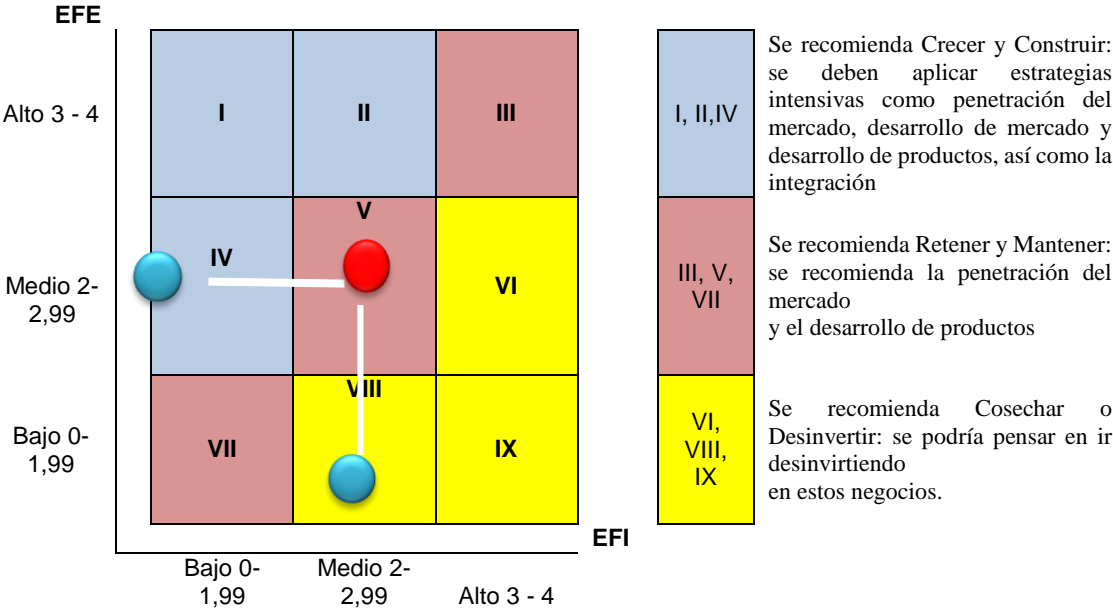 EFE
Alto 3 - 4
I
II
III
Medio 2-
2,99
IV
V
VI
Bajo 0-
1,99
VII
VIII
IX
EFI
Bajo 0-
1,99
Medio 2-
2,99
Alto 3 - 4
I, II,IV
Se recomienda Crecer y Construir:
se deben aplicar estrategias
intensivas como penetración del
mercado, desarrollo de mercado y
desarrollo de productos, así como la
integración
III, V,
VII
Se recomienda Retener y Mantener:
se recomienda la penetración del
mercado
y el desarrollo de productos
VI,
VIII,
IX
Se recomienda Cosechar o
Desinvertir: se podría pensar en ir
desinvirtiendo
en estos negocios.